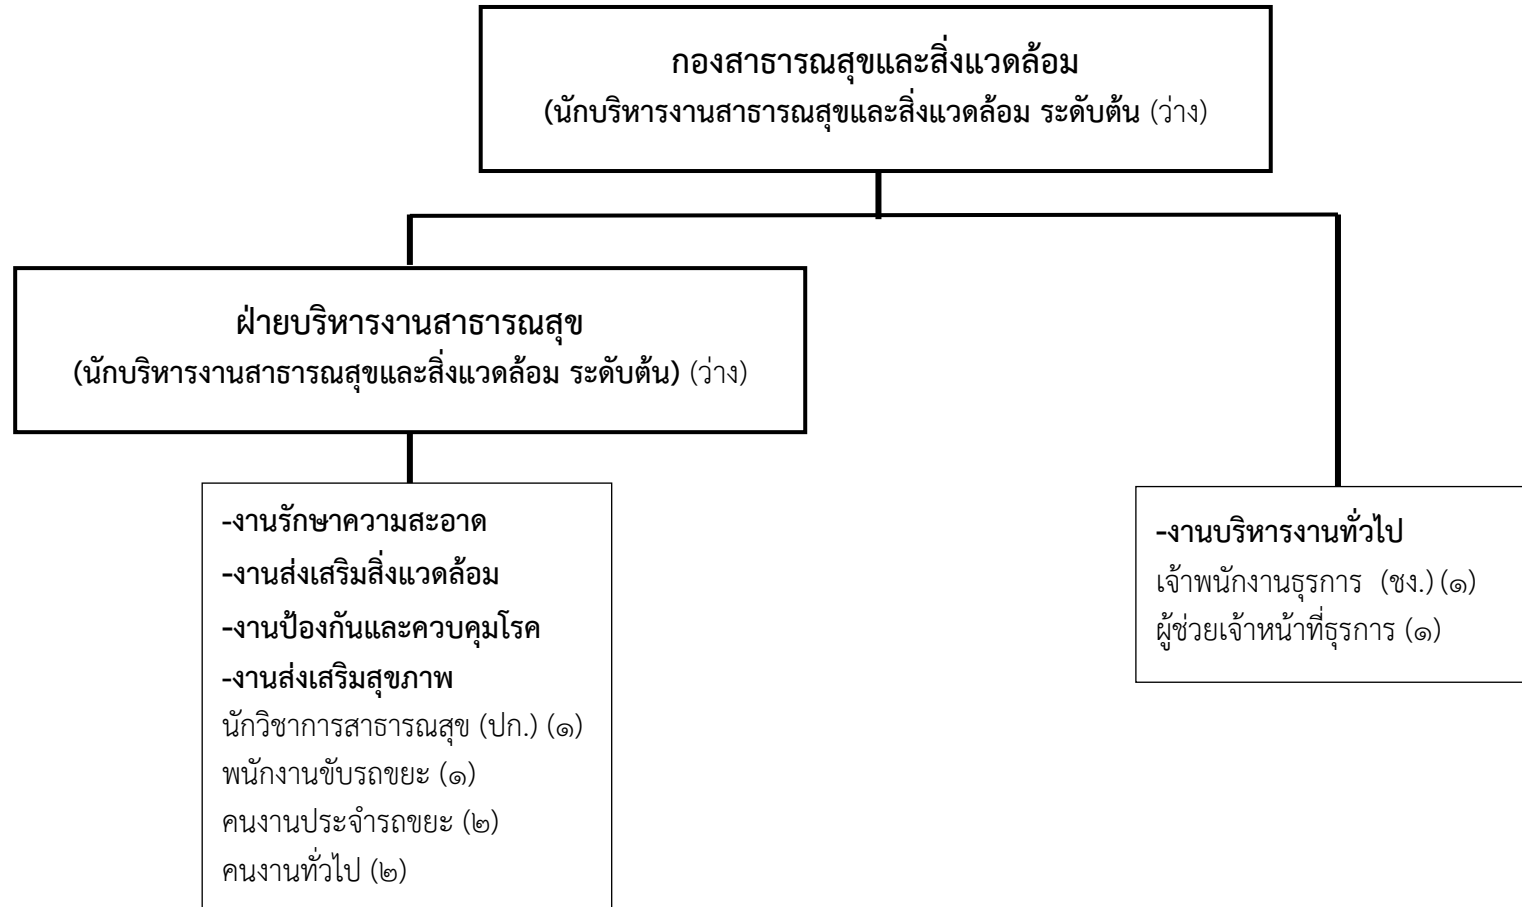 กองสาธารณสุขและสิ่งแวดล้อม
(นักบริหารงานสาธารณสุขและสิ่งแวดล้อม ระดับต้น (ว่าง)
ฝ่ายบริหารงานสาธารณสุข
(นักบริหารงานสาธารณสุขและสิ่งแวดล้อม ระดับต้น) (ว่าง)
-งานรักษาความสะอาด
-งานส่งเสริมสิ่งแวดล้อม
-งานป้องกันและควบคุมโรค
-งานส่งเสริมสุขภาพ
นักวิชาการสาธารณสุข (ปก.) (๑)
พนักงานขับรถขยะ (๑)
คนงานประจำรถขยะ (๒)
คนงานทั่วไป (๒)
-งานบริหารงานทั่วไป
เจ้าพนักงานธุรการ (ชง.) (๑)
ผู้ช่วยเจ้าหน้าที่ธุรการ (๑)